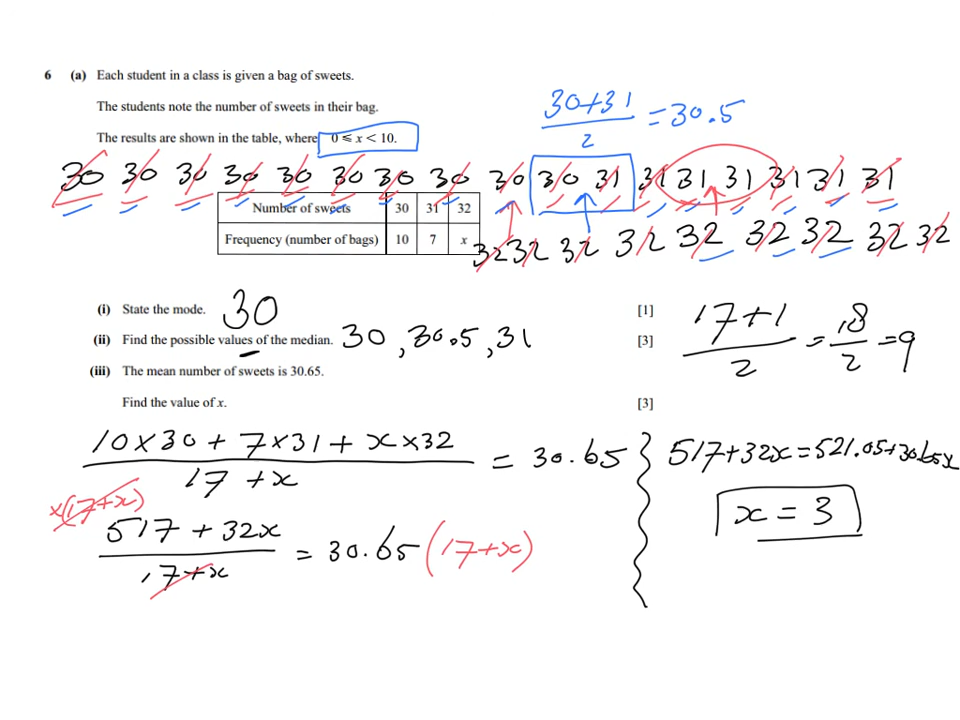 6 (a) Each student in a class is given a bag of sweets.
The students note the number of sweets in their bag.
30+31
/2 = 30.5
The results are shown in the table, where 0 ⩽ x < 10.
30 30 30 30 30 30 30 30 30 30 31 31 31 31 31 31 31
Number of sweets 30 31 32
Frequency (number of bags) 10 7 x
32 32 32 32 32 32 32 32 32
(i) State the mode. 30 [1]
(ii) Find the possible values of the median. 30, 30.5, 31 [3]
17+1
/2 = 18/2 = 9
(iii) The mean number of sweets is 30.65.
Find the value of x. [3]
10×30 + 7×31 + x×32
/17 + x = 30.65
517+32x=521.05+30.65x
x = 3
×(17+x)
517 + 32x
/17+x = 30.65 (17+x)